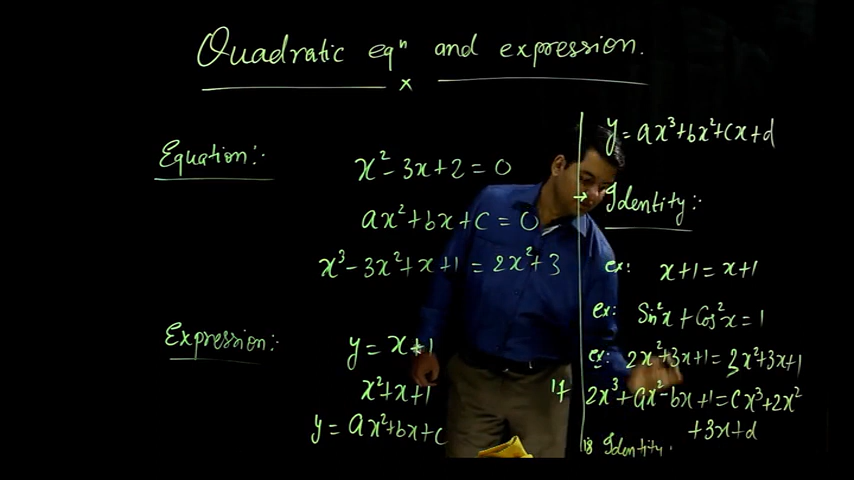 Quadratic eqⁿ and expression.
x
Equation:-
x² - 3x + 2 = 0
ax² + bx + c = 0
x³ - 3x² + x + 1 = 2x² + 3
Expression:-
y = x + 1
x² + x + 1
y = ax² + bx + c
y = ax³ + bx² + cx + d
→ Identity:-
ex: x + 1 = x + 1
ex: Sin²x + Cos²x = 1
ex: 2x² + 3x + 1 = 2x² + 3x + 1
If 2x³ + ax² - bx + 1 = cx³ + 2x²
+ 3x + d
is Identity.